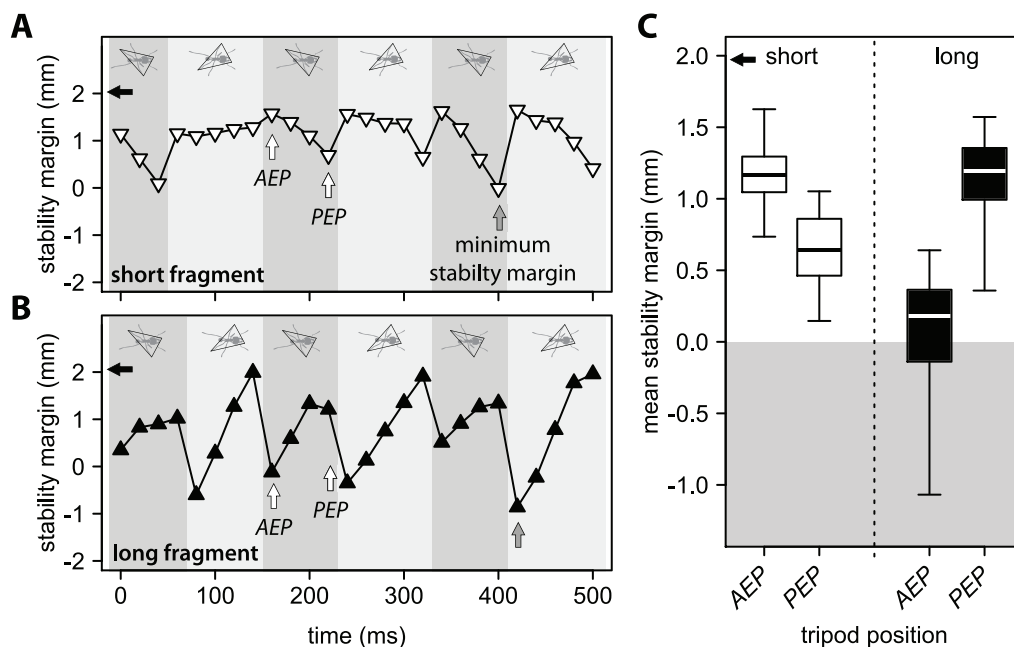 A
stability margin (mm)
2
1
0
-1
-2
AEP
PEP
minimum
stabilty margin
short fragment
B
stability margin (mm)
2
1
0
-1
-2
AEP
PEP
long fragment
0
100
200
300
400
500
time (ms)
C
mean stability margin (mm)
2.0
1.5
1.0
0.5
0.0
-0.5
-1.0
short
long
AEP
PEP
AEP
PEP
tripod position